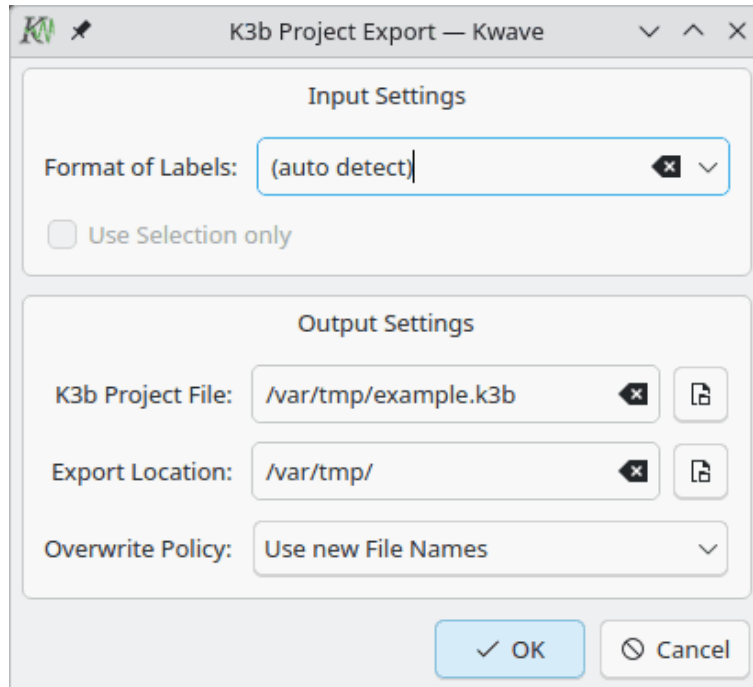 K3b Project Export — Kwave
Input Settings
Format of Labels: (auto detect)
Use Selection only
Output Settings
K3b Project File: /var/tmp/example.k3b
Export Location: /var/tmp/
Overwrite Policy: Use new File Names
OK Cancel